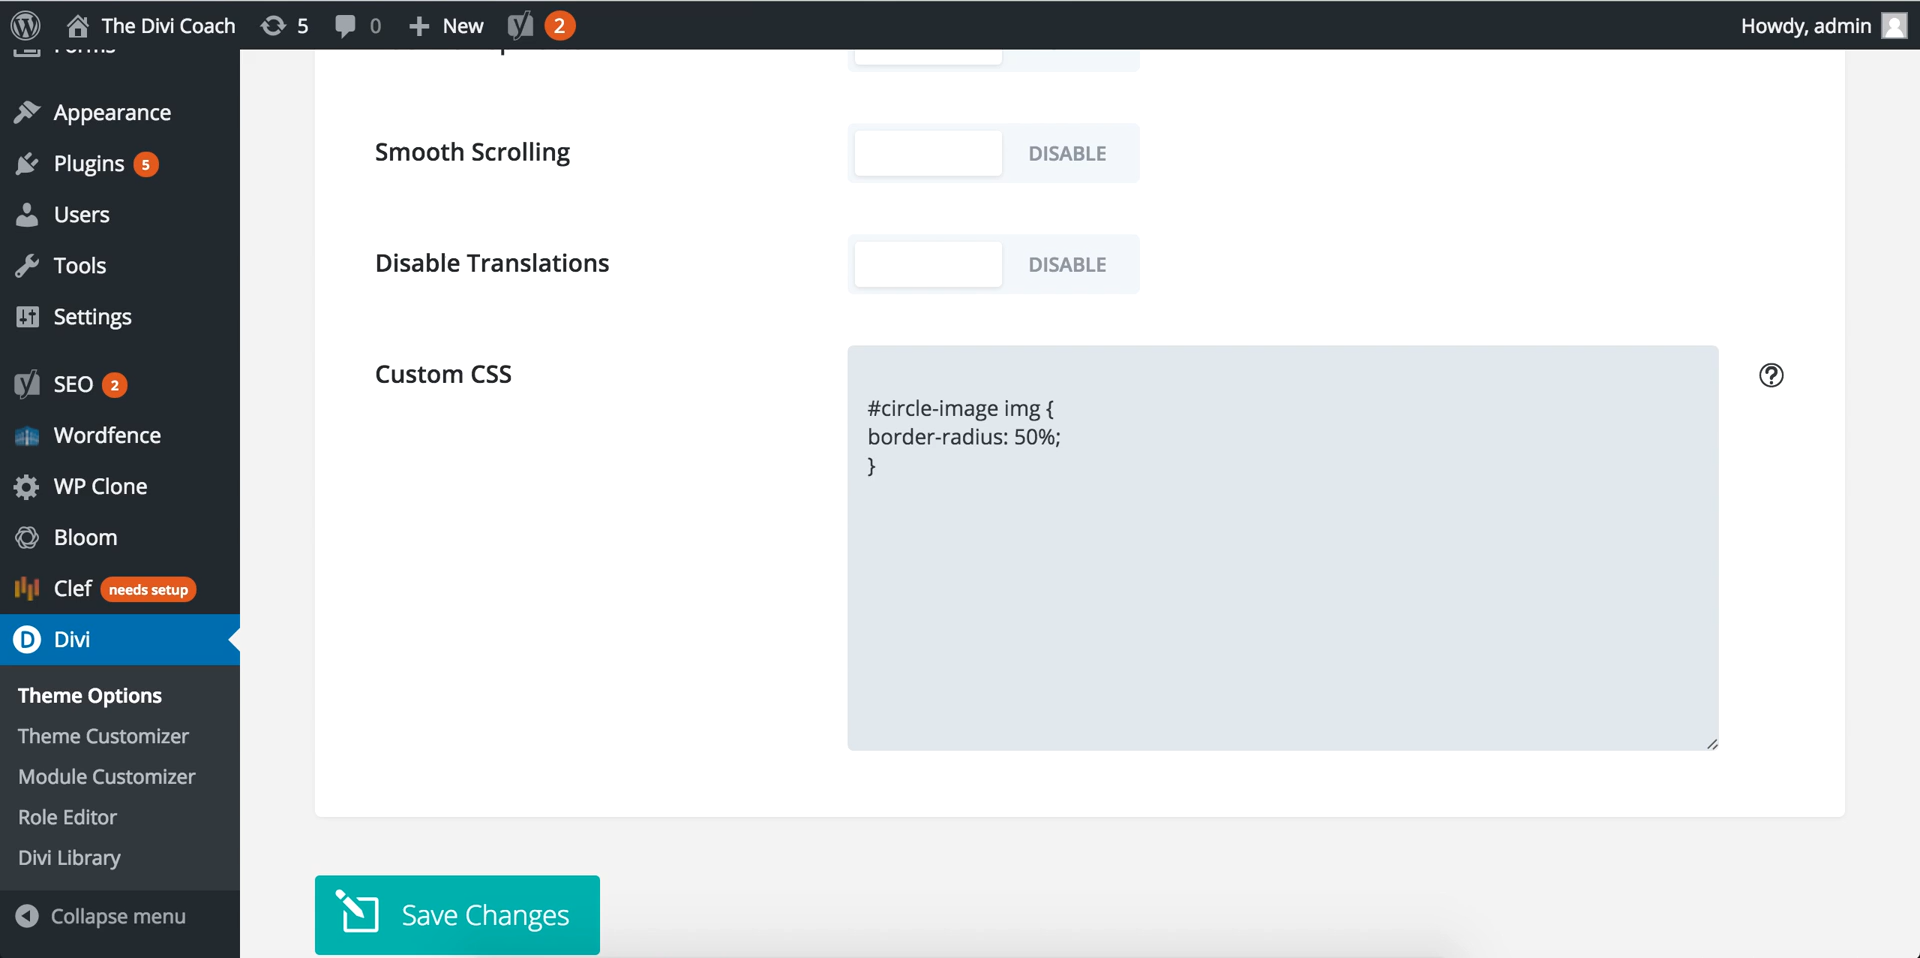 The Divi Coach 5 0 New 2 Howdy, admin
Forms
Appearance
Plugins 5
Users
Tools
Settings
SEO 2
Wordfence
WP Clone
Bloom
Clef needs setup
Divi
Theme Options
Theme Customizer
Module Customizer
Role Editor
Divi Library
Collapse menu
Smooth Scrolling DISABLE
Disable Translations DISABLE
Custom CSS
#circle-image img {
border-radius: 50%;
}
Save Changes